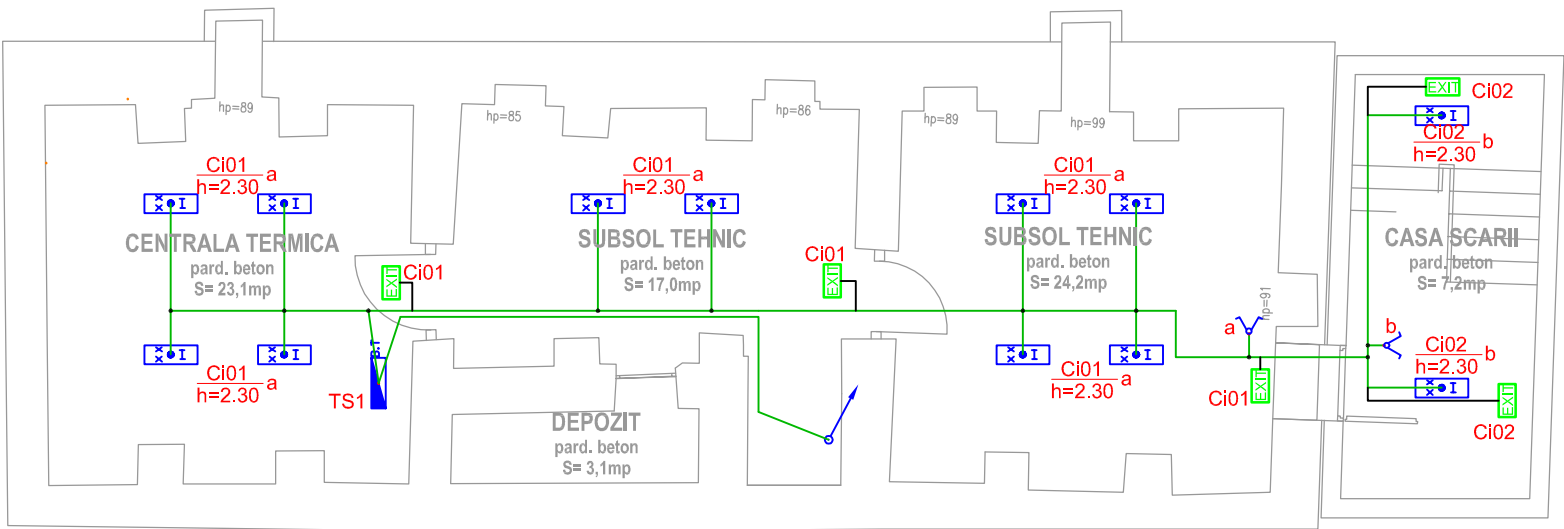 hp=89
hp=85
hp=86
hp=89
hp=99
EXIT
Ci02
I
Ci02
h=2.30
b
Ci01
h=2.30
a
I
I
Ci01
h=2.30
a
I
I
Ci01
h=2.30
a
I
I
CENTRALA TERMICA
pard. beton
S= 23,1mp
SUBSOL TEHNIC
pard. beton
S= 17,0mp
SUBSOL TEHNIC
pard. beton
S= 24,2mp
CASA SCARII
pard. beton
S= 7,2mp
EXIT
Ci01
EXIT
Ci01
hp=91
a
b
I
I
Ci01
h=2.30
a
TS1
I
I
Ci01
h=2.30
a
EXIT
Ci01
Ci02
h=2.30
b
I
EXIT
Ci02
DEPOZIT
pard. beton
S= 3,1mp